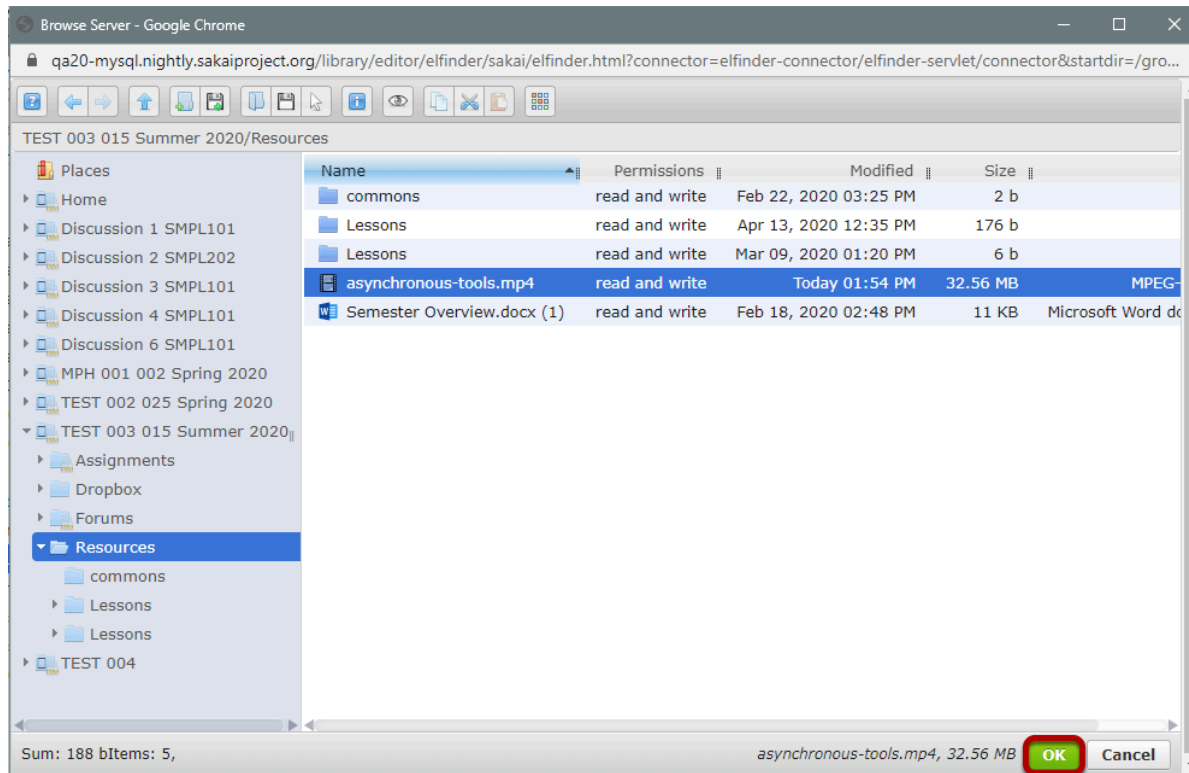 Browse Server - Google Chrome
qa20-mysql.nightly.sakaiproject.org/library/editor/elfinder/sakai/elfinder.html?connector=elfinder-connector/elfinder-servlet/connector&startdir=/gro...
TEST 003 015 Summer 2020/Resources
Places
Home
Discussion 1 SMPL101
Discussion 2 SMPL202
Discussion 3 SMPL101
Discussion 4 SMPL101
Discussion 6 SMPL101
MPH 001 002 Spring 2020
TEST 002 025 Spring 2020
TEST 003 015 Summer 2020
Assignments
Dropbox
Forums
Resources
commons
Lessons
Lessons
TEST 004
Name Permissions Modified Size
commons read and write Feb 22, 2020 03:25 PM 2 b
Lessons read and write Apr 13, 2020 12:35 PM 176 b
Lessons read and write Mar 09, 2020 01:20 PM 6 b
asynchronous-tools.mp4 read and write Today 01:54 PM 32.56 MB MPEG-
Semester Overview.docx (1) read and write Feb 18, 2020 02:48 PM 11 KB Microsoft Word do
Sum: 188 bItems: 5, asynchronous-tools.mp4, 32.56 MB OK Cancel